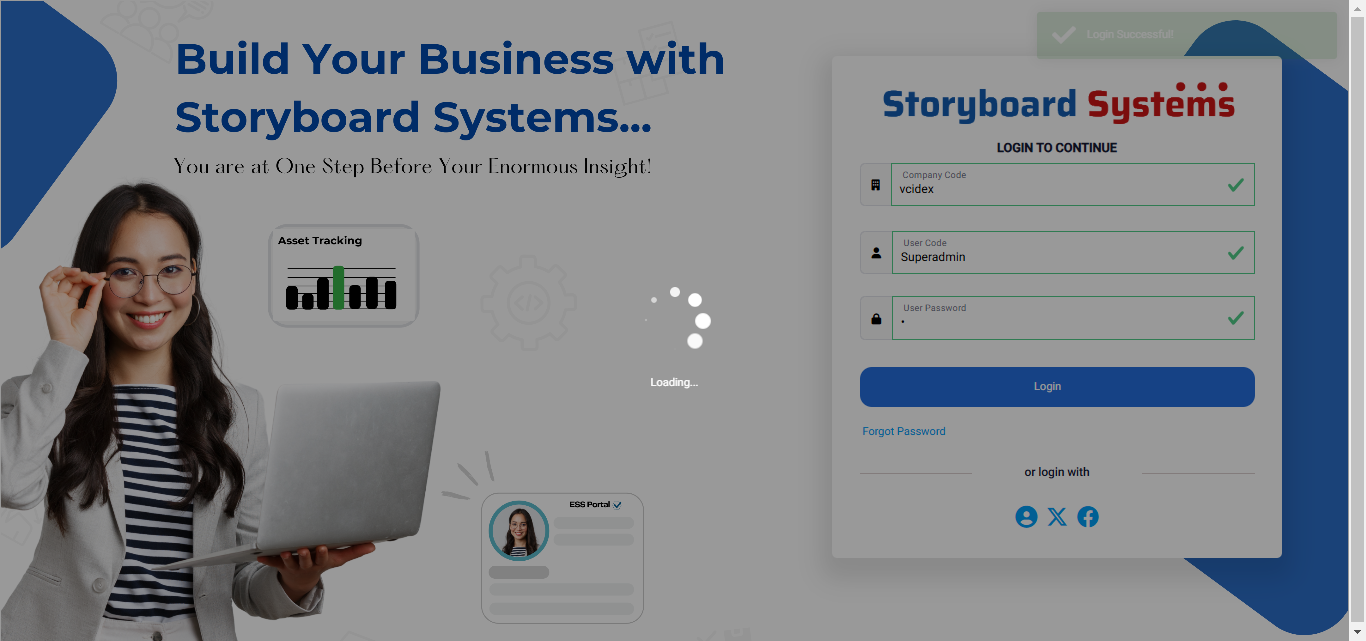 Build Your Business with
Storyboard Systems...
You are at One Step Before Your Enormous Insight!
Asset Tracking
ESS Portal
Loading...
Login Successful!
Storyboard Systems
LOGIN TO CONTINUE
Company Code
vcidex
User Code
Superadmin
User Password
•
Login
Forgot Password
or login with